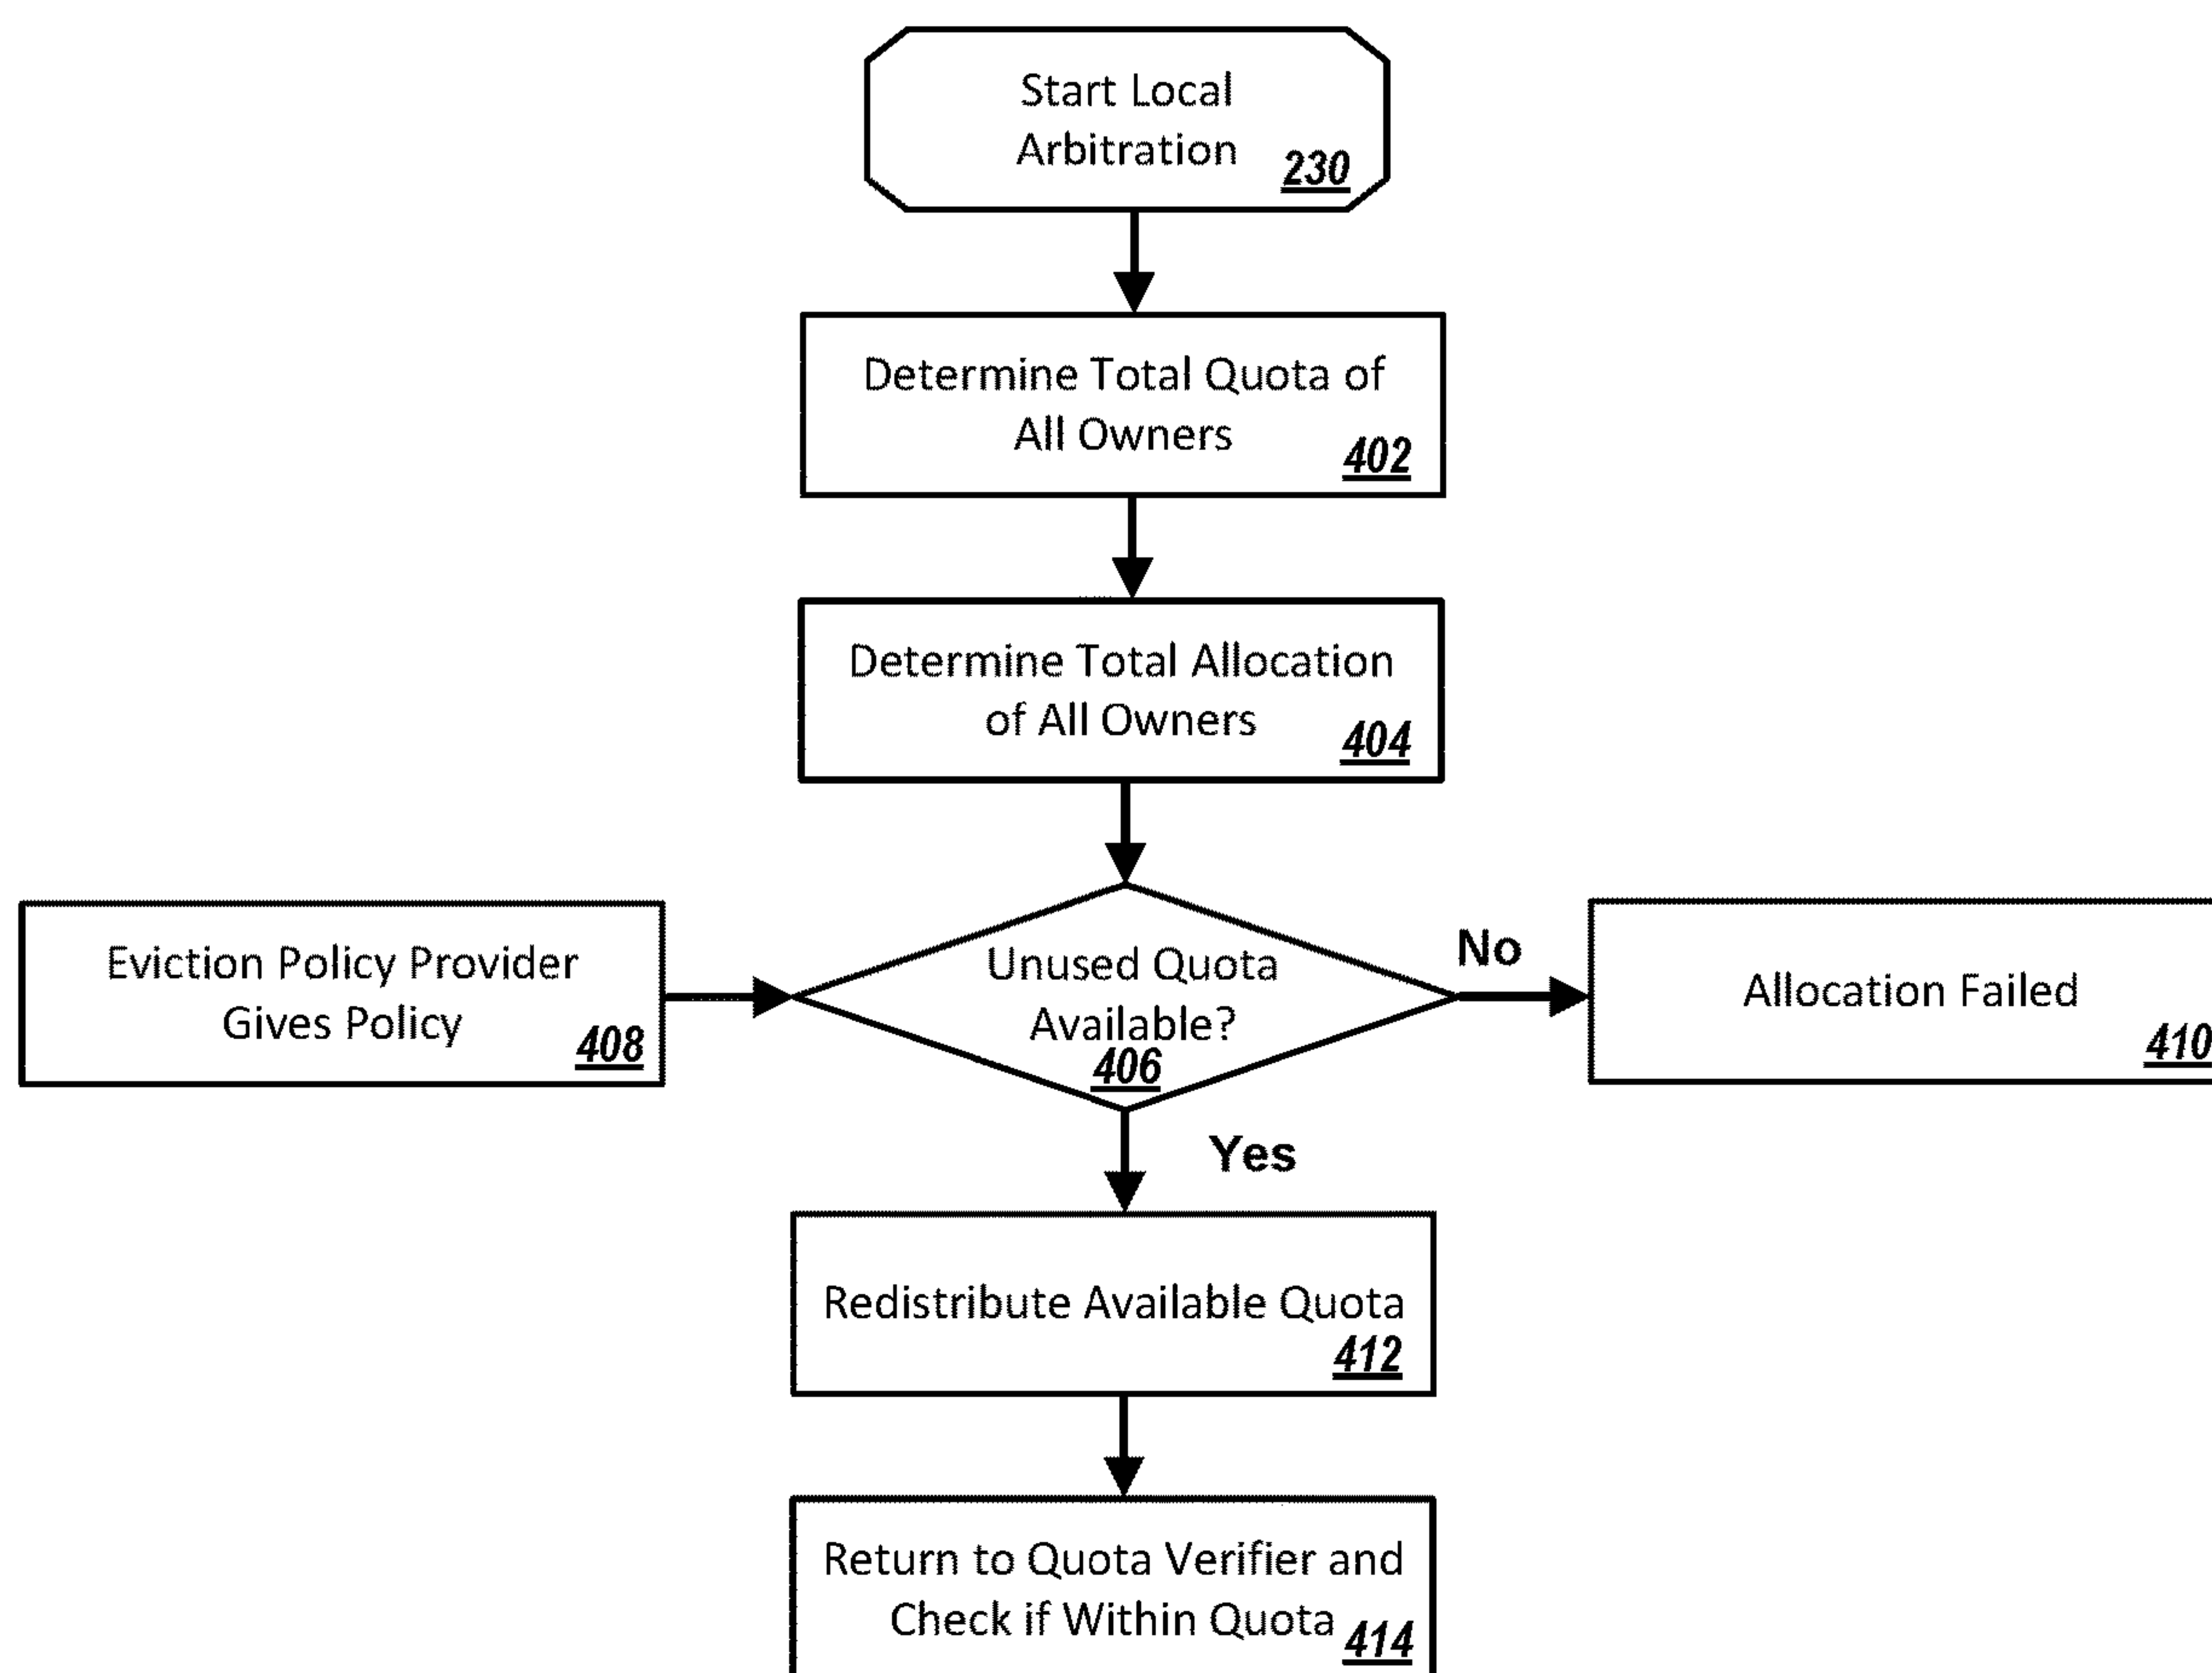 Start Local
Arbitration
230
Determine Total Quota of
All Owners
402
Determine Total Allocation
of All Owners
404
Eviction Policy Provider
Gives Policy
408
Unused Quota
Available?
406
No
Allocation Failed
410
Yes
Redistribute Available Quota
412
Return to Quota Verifier and
Check if Within Quota
414